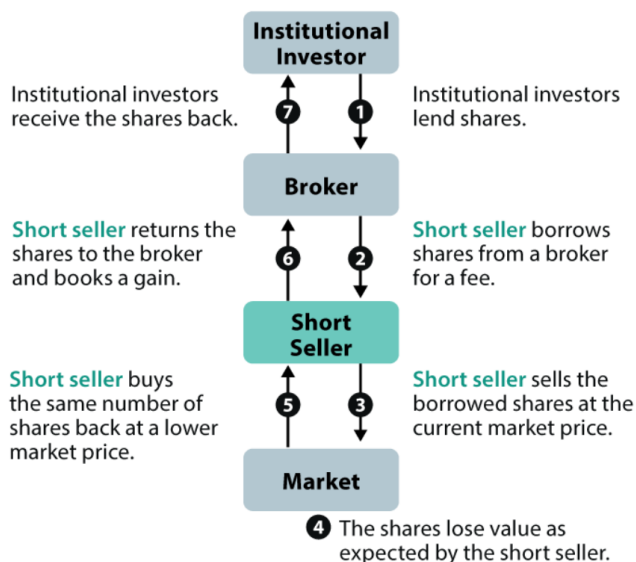 Institutional
Investor
Institutional investors
receive the shares back.
7
1
Institutional investors
lend shares.
Broker
Short seller returns the
shares to the broker
and books a gain.
6
2
Short seller borrows
shares from a broker
for a fee.
Short
Seller
Short seller buys
the same number of
shares back at a lower
market price.
5
3
Short seller sells the
borrowed shares at the
current market price.
Market
4 The shares lose value as
expected by the short seller.